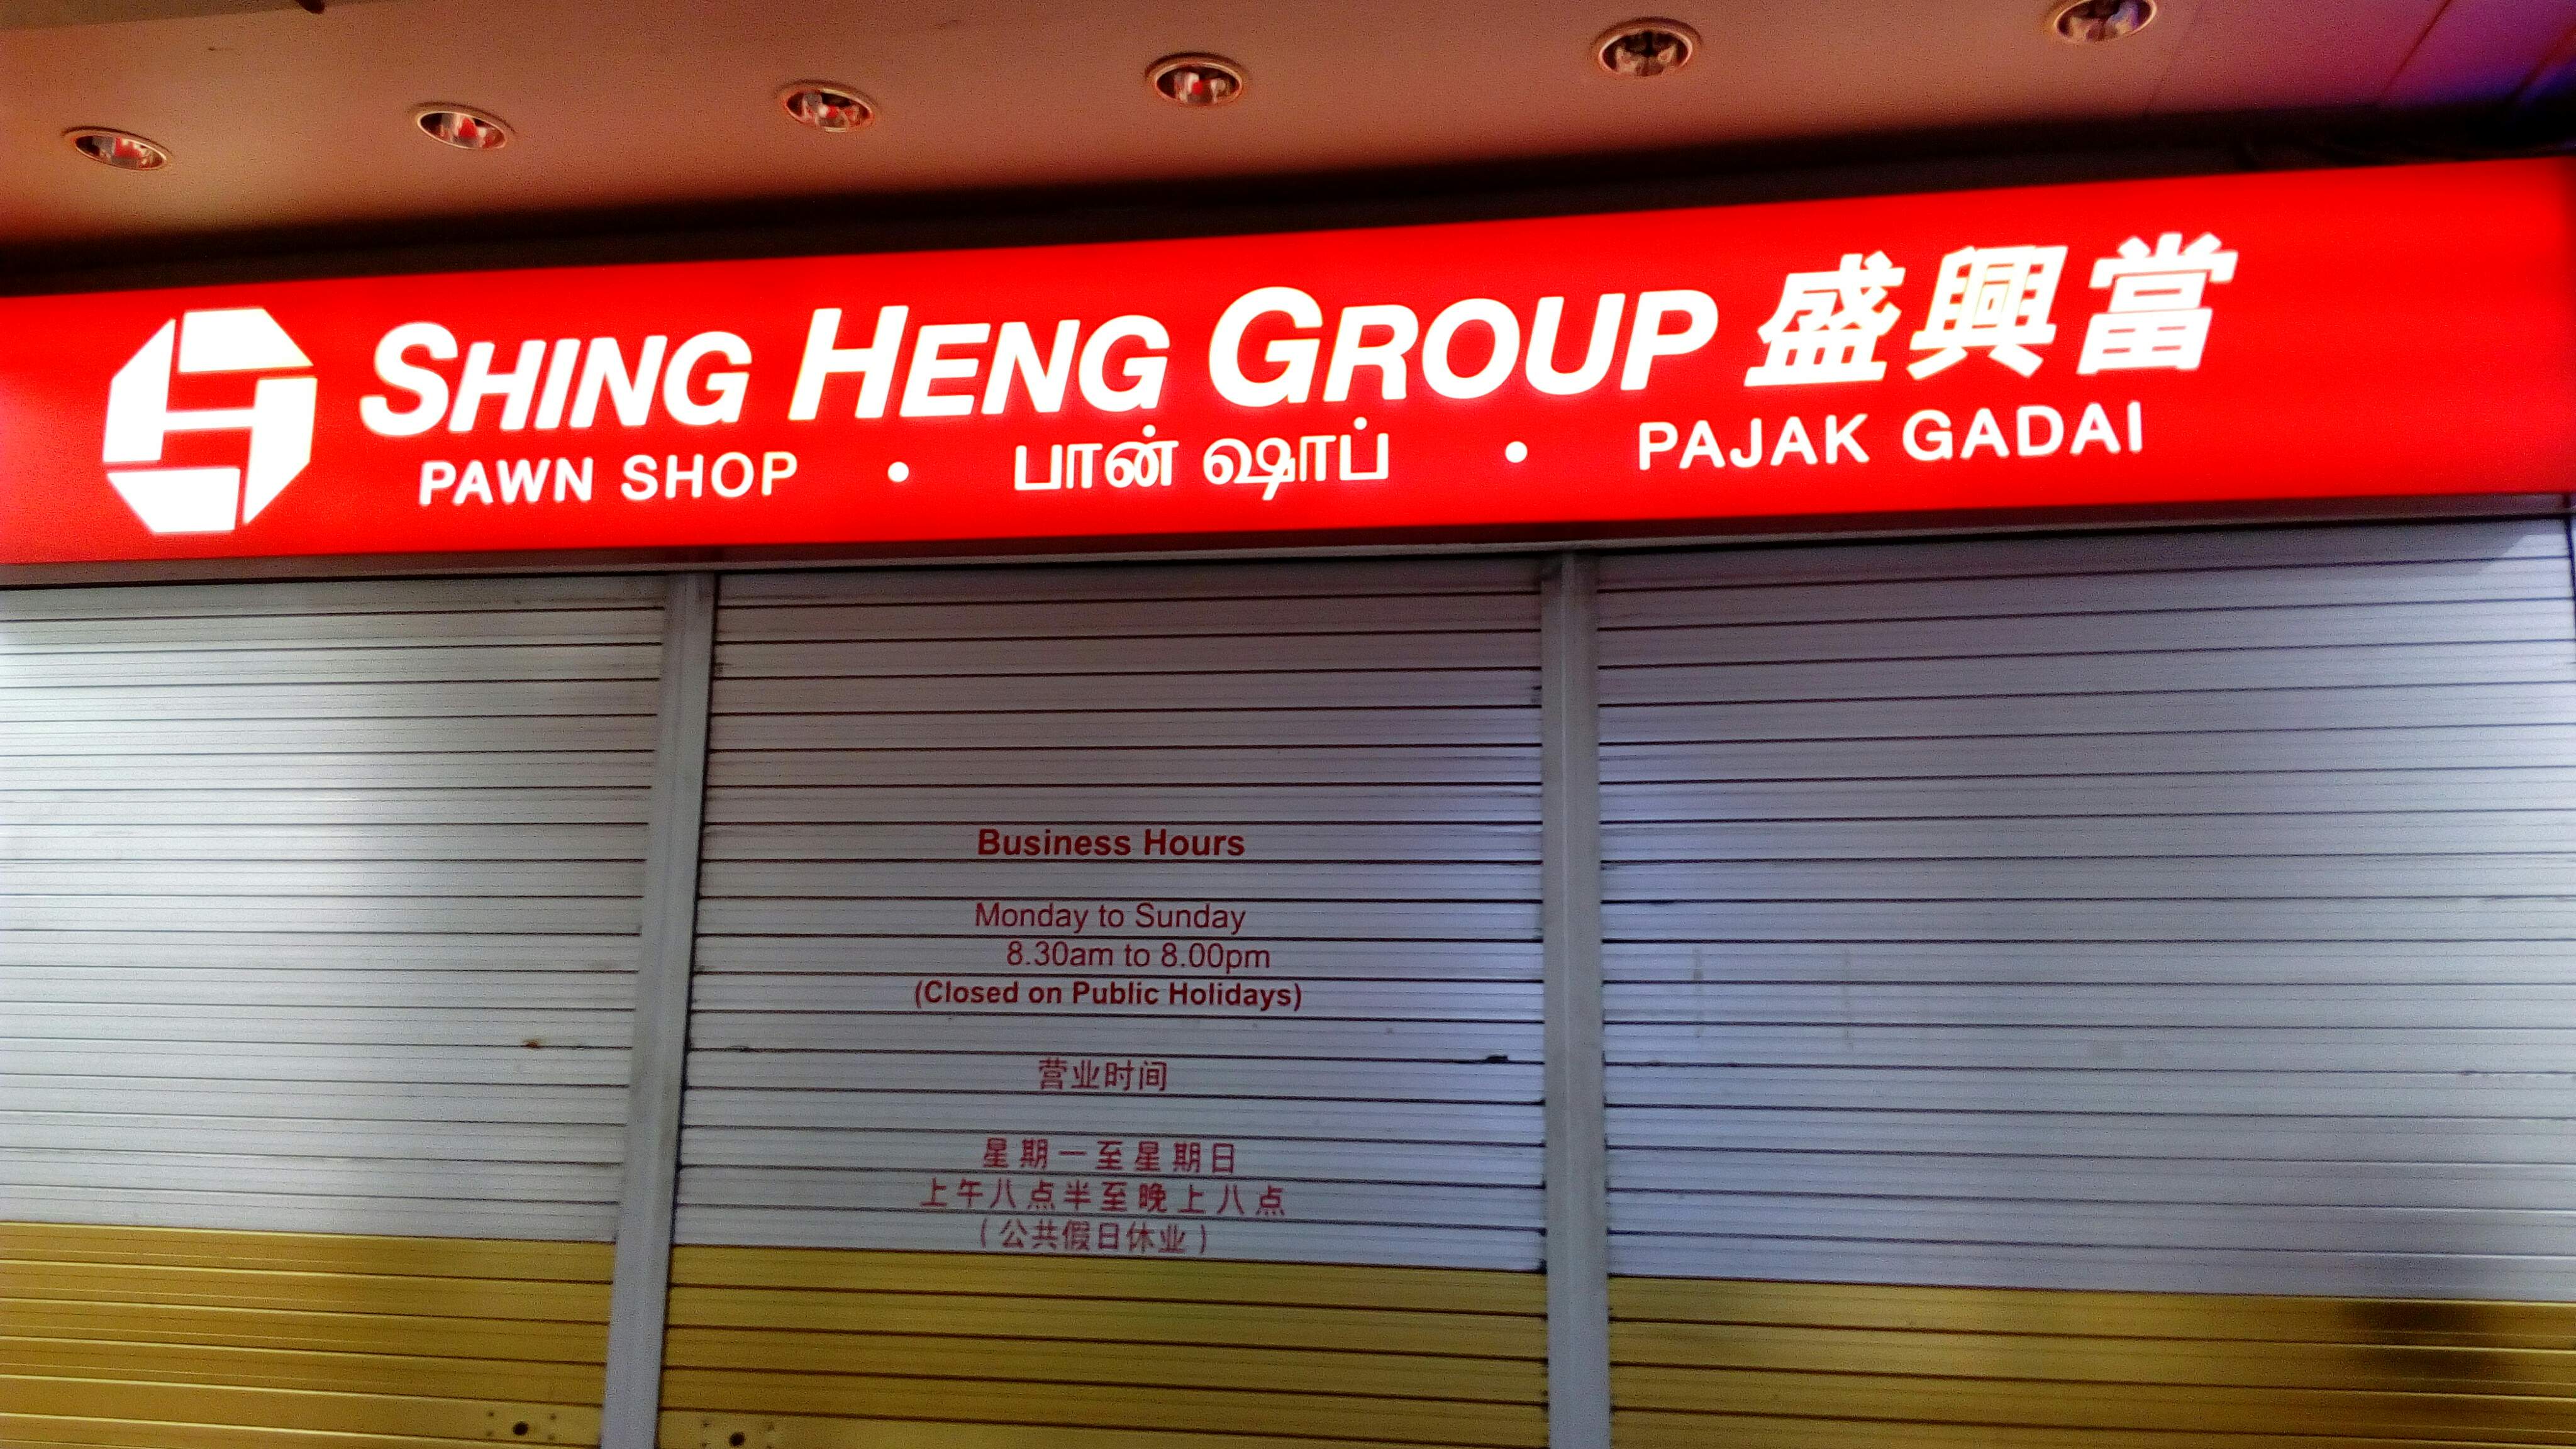 SHING HENG GROUP 盛興當
PAWN SHOP • பான் ஷாப் • PAJAK GADAI
Business Hours
Monday to Sunday
8.30am to 8.00pm
(Closed on Public Holidays)
营业时间
星期一至星期日
上午八点半至晚上八点
(公共假日休业)